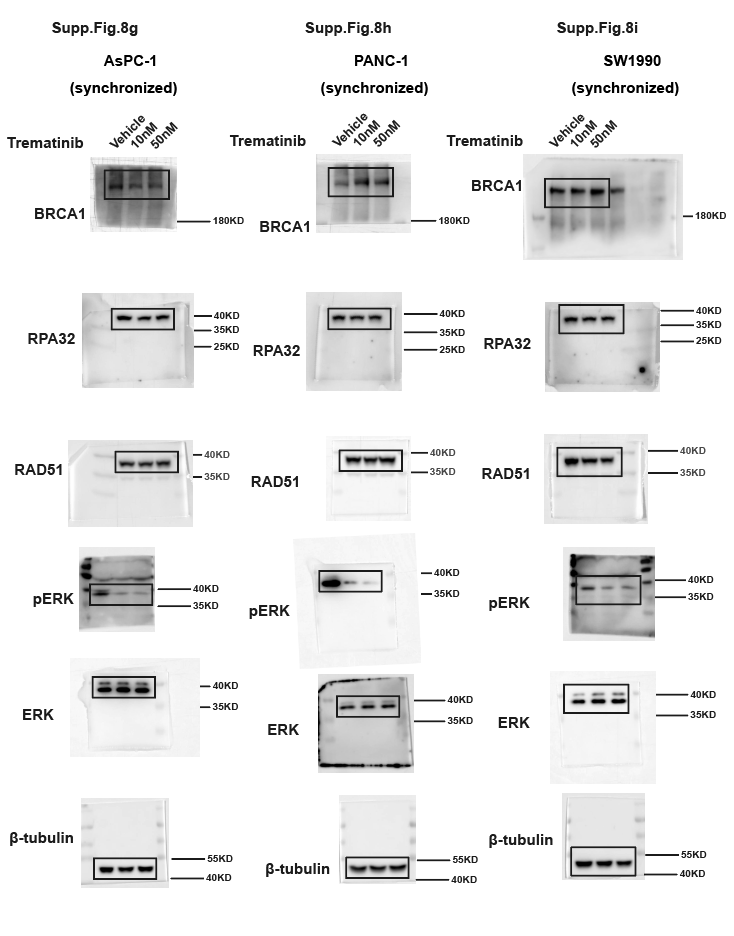 Supp.Fig.8g Supp.Fig.8h Supp.Fig.8i
AsPC-1 PANC-1 SW1990
(synchronized) (synchronized) (synchronized)
Trematinib Vehicle 10nM 50nM Trematinib Vehicle 10nM 50nM Trematinib Vehicle 10nM 50nM
BRCA1 180KD BRCA1 180KD BRCA1 180KD
RPA32 40KD 35KD 25KD RPA32 40KD 35KD 25KD RPA32 40KD 35KD 25KD
RAD51 40KD 35KD RAD51 40KD 35KD RAD51 40KD 35KD
pERK 40KD 35KD pERK 40KD 35KD pERK 40KD 35KD
ERK 40KD 35KD ERK 40KD 35KD ERK 40KD 35KD
β-tubulin 55KD 40KD β-tubulin 55KD 40KD β-tubulin 55KD 40KD